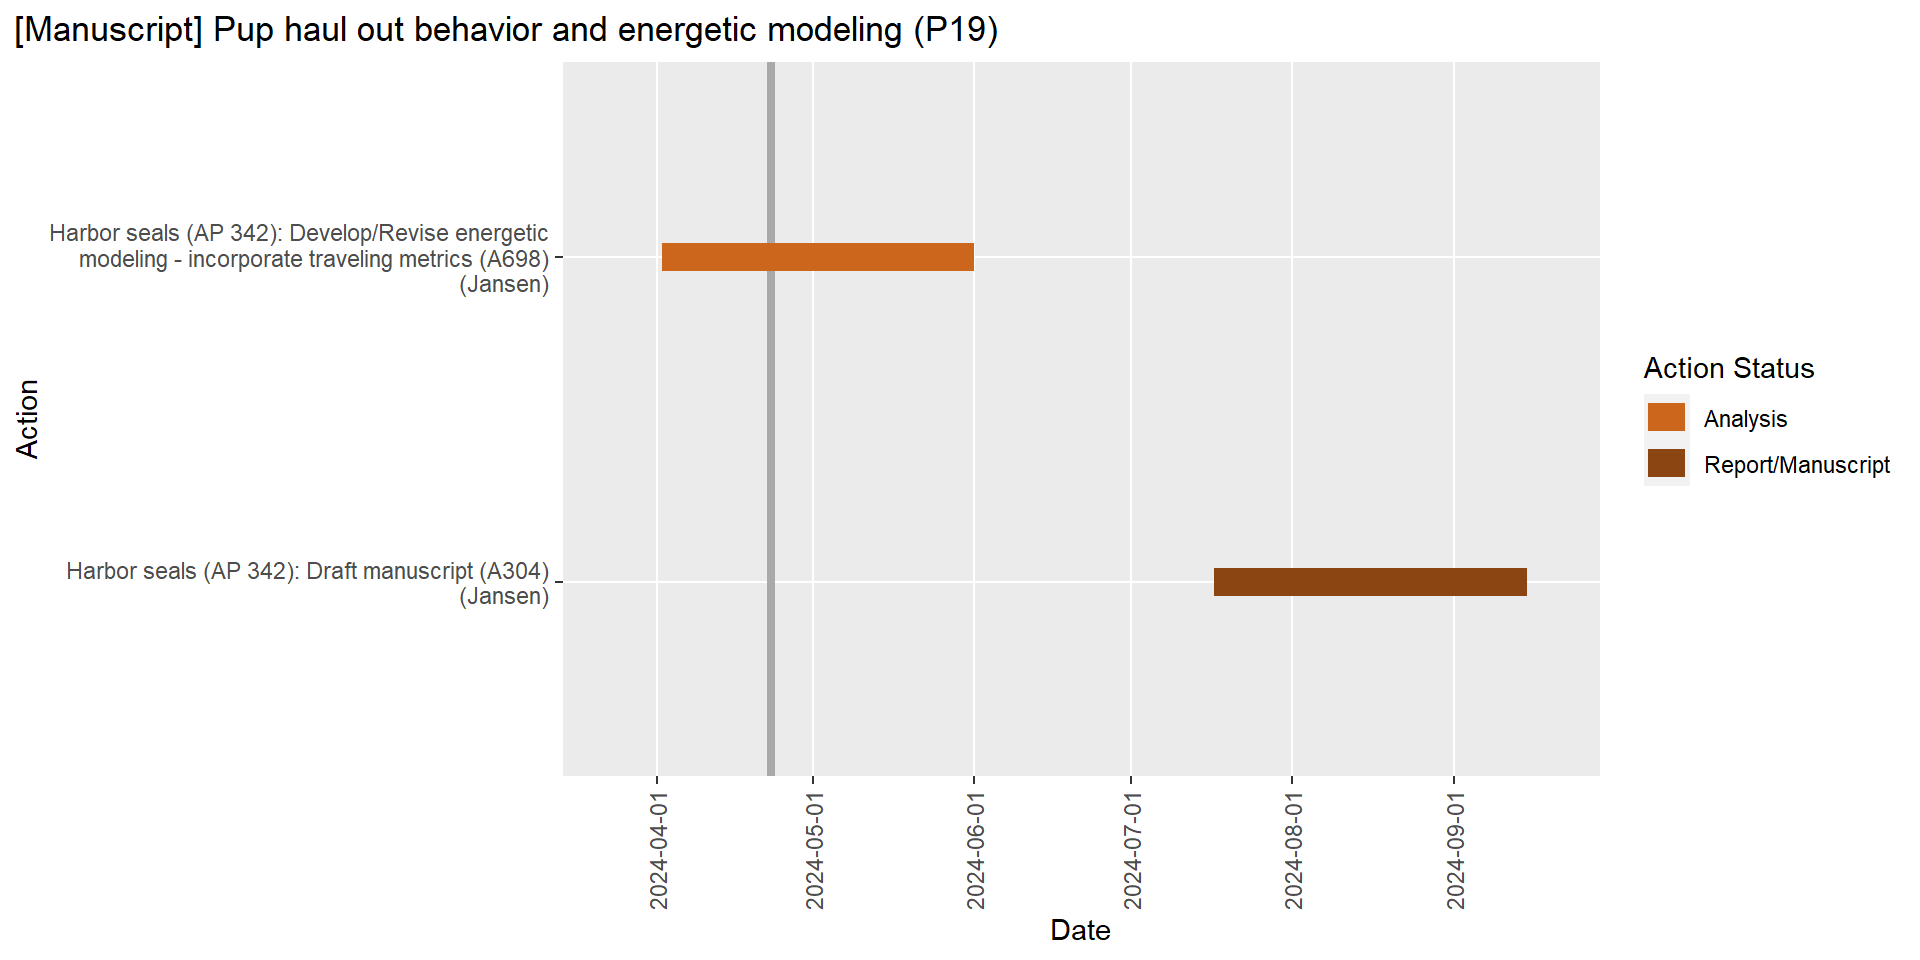 [Manuscript] Pup haul out behavior and energetic modeling (P19)
Harbor seals (AP 342): Develop/Revise energetic
modeling - incorporate traveling metrics (A698)
(Jansen)
Harbor seals (AP 342): Draft manuscript (A304)
(Jansen)
Action
2024-04-01
2024-05-01
2024-06-01
2024-07-01
2024-08-01
2024-09-01
Date
Action Status
Analysis
Report/Manuscript